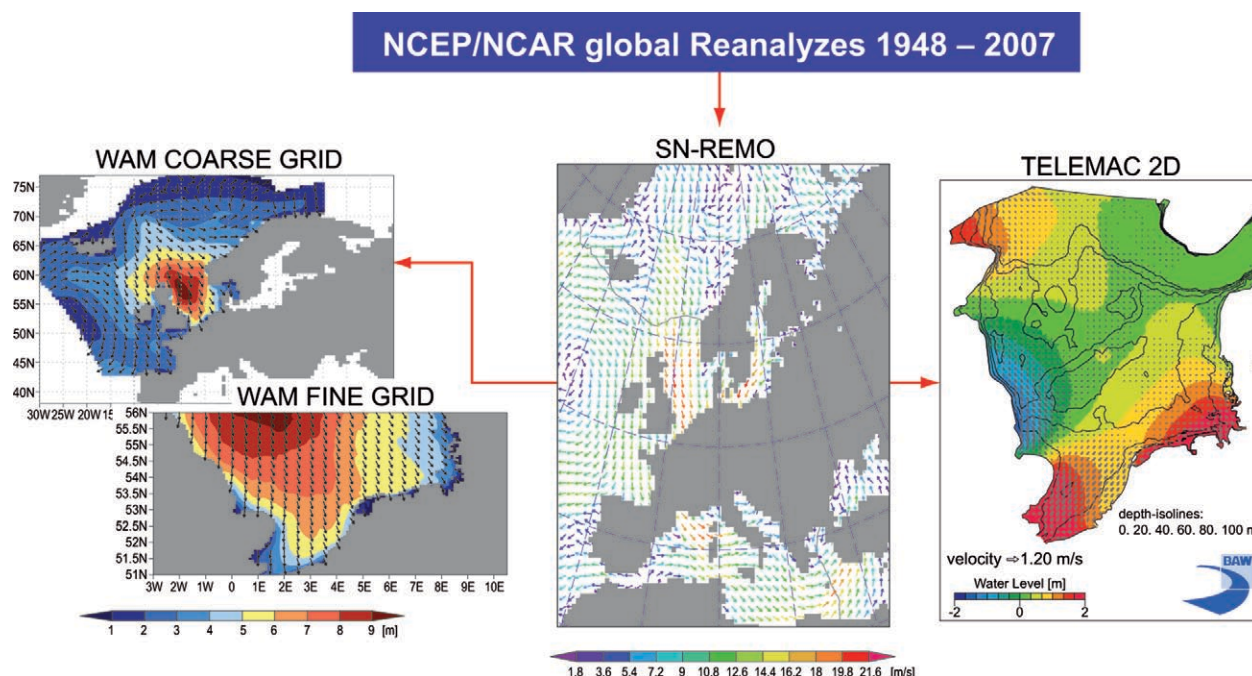 NCEP/NCAR global Reanalyzes 1948 – 2007
WAM COARSE GRID
75N
70N
65N
60N
55N
50N
45N
40N
30W 25W 20W 15W
WAM FINE GRID
56N
55.5N
55N
54.5N
54N
53.5N
53N
52.5N
52N
51.5N
51N
3W 2W 1W 0 1E 2E 3E 4E 5E 6E 7E 8E 9E 10E
1 2 3 4 5 6 7 8 9 [m]
SN-REMO
1.8 3.6 5.4 7.2 9 10.8 12.6 14.4 16.2 18 19.8 21.6 [m/s]
TELEMAC 2D
depth-isolines:
0. 20. 40. 60. 80. 100 m
velocity ⇨1.20 m/s
Water Level [m]
-2 0 2
BAW